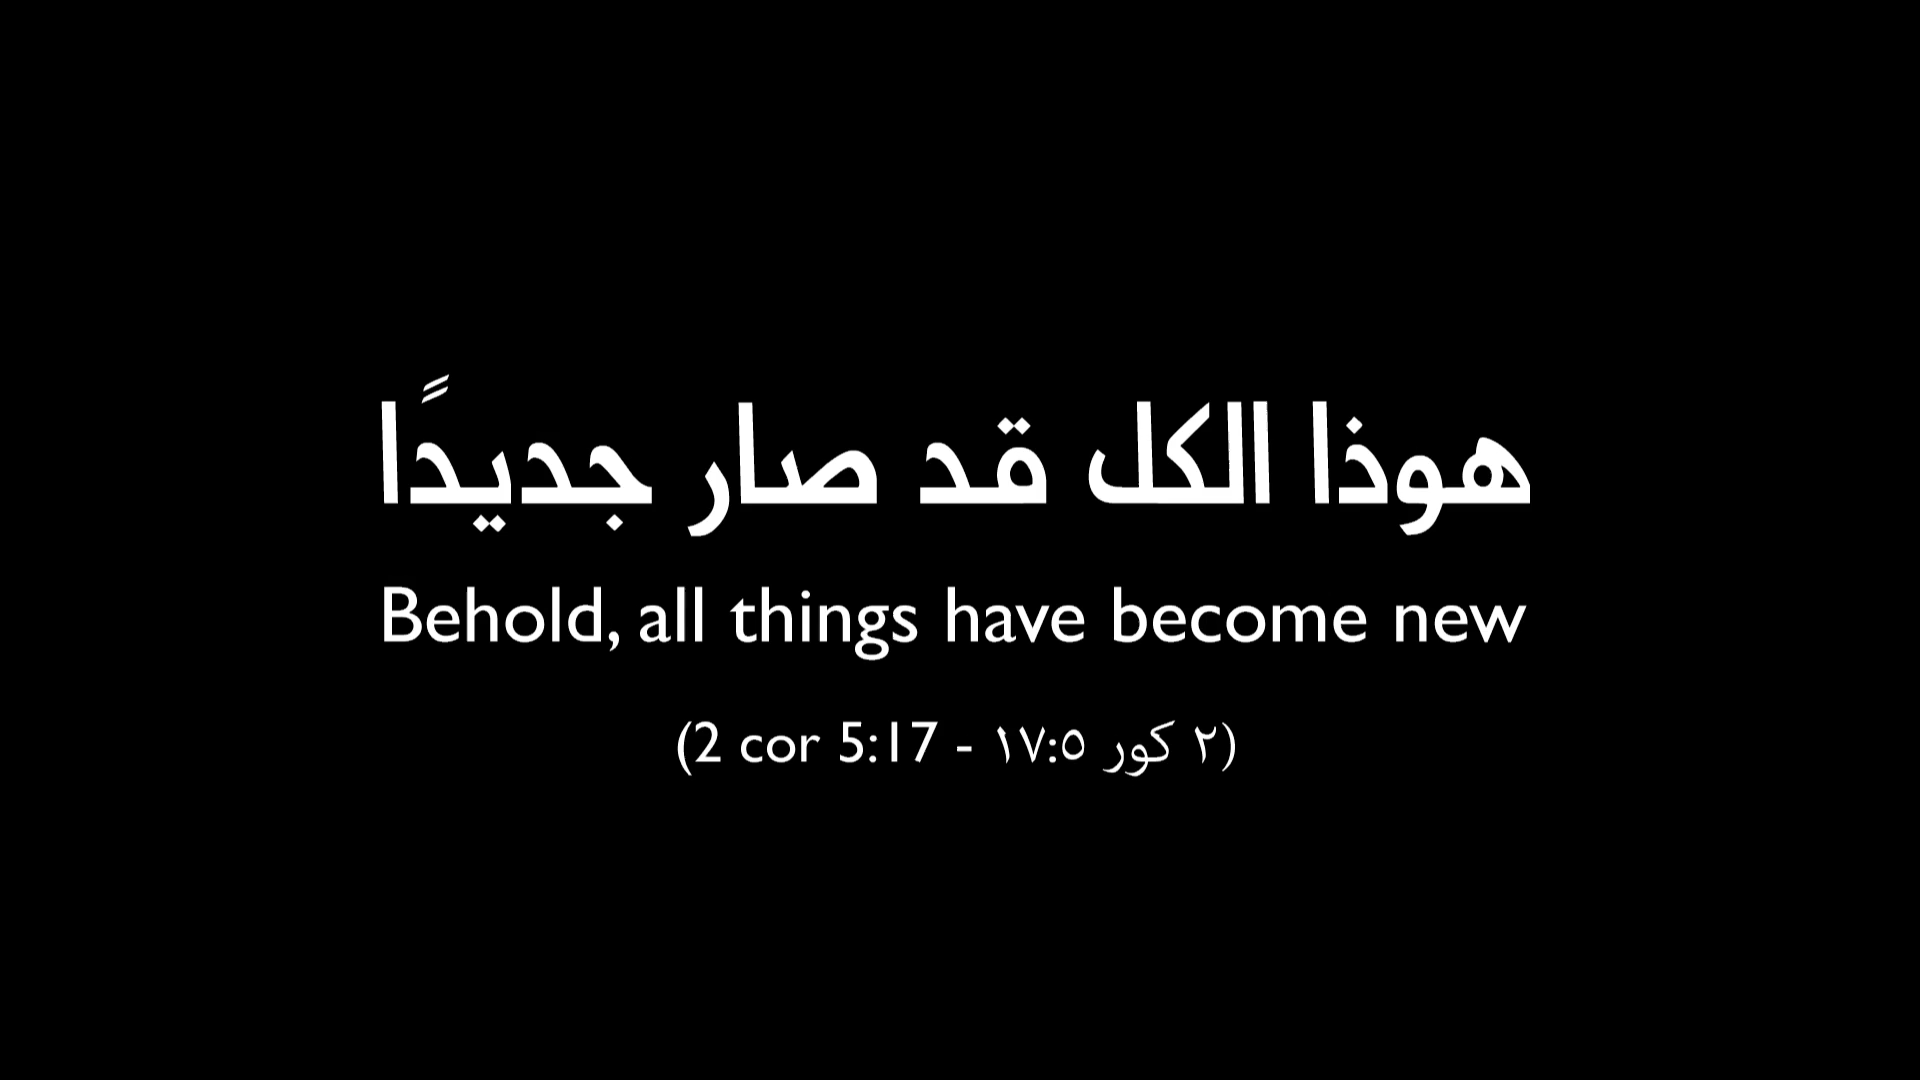 هوذا الكل قد صار جديدًا
Behold, all things have become new
(2 cor 5:17 - ٢ كور ١٧:٥)